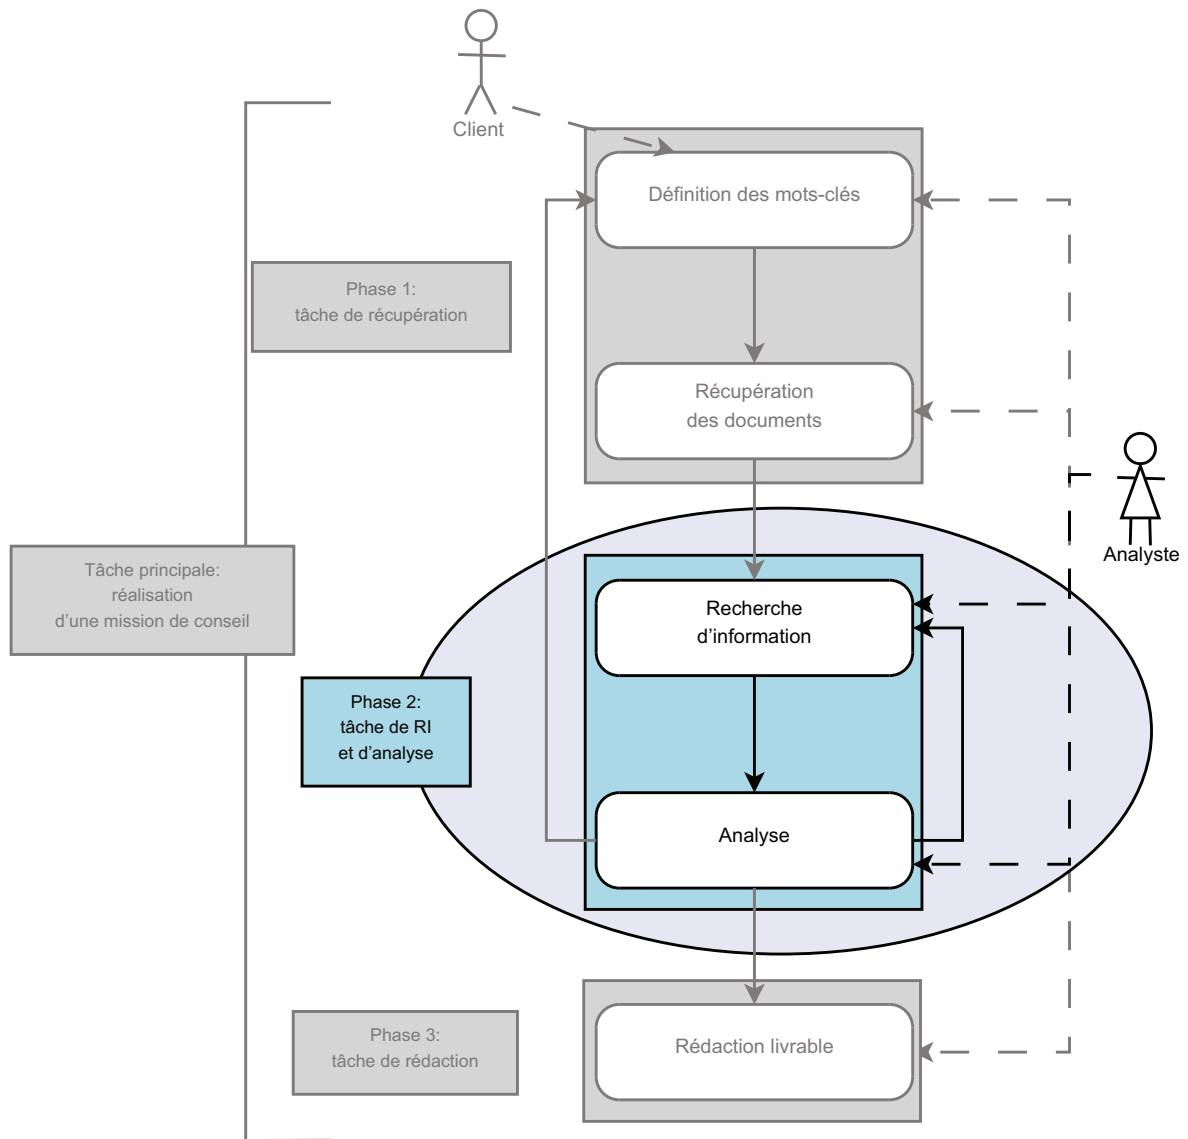 Client
Définition des mots-clés
Phase 1:
tâche de récupération
Récupération
des documents
Analyste
Tâche principale:
réalisation
d’une mission de conseil
Recherche
d’information
Phase 2:
tâche de RI
et d’analyse
Analyse
Phase 3:
tâche de rédaction
Rédaction livrable